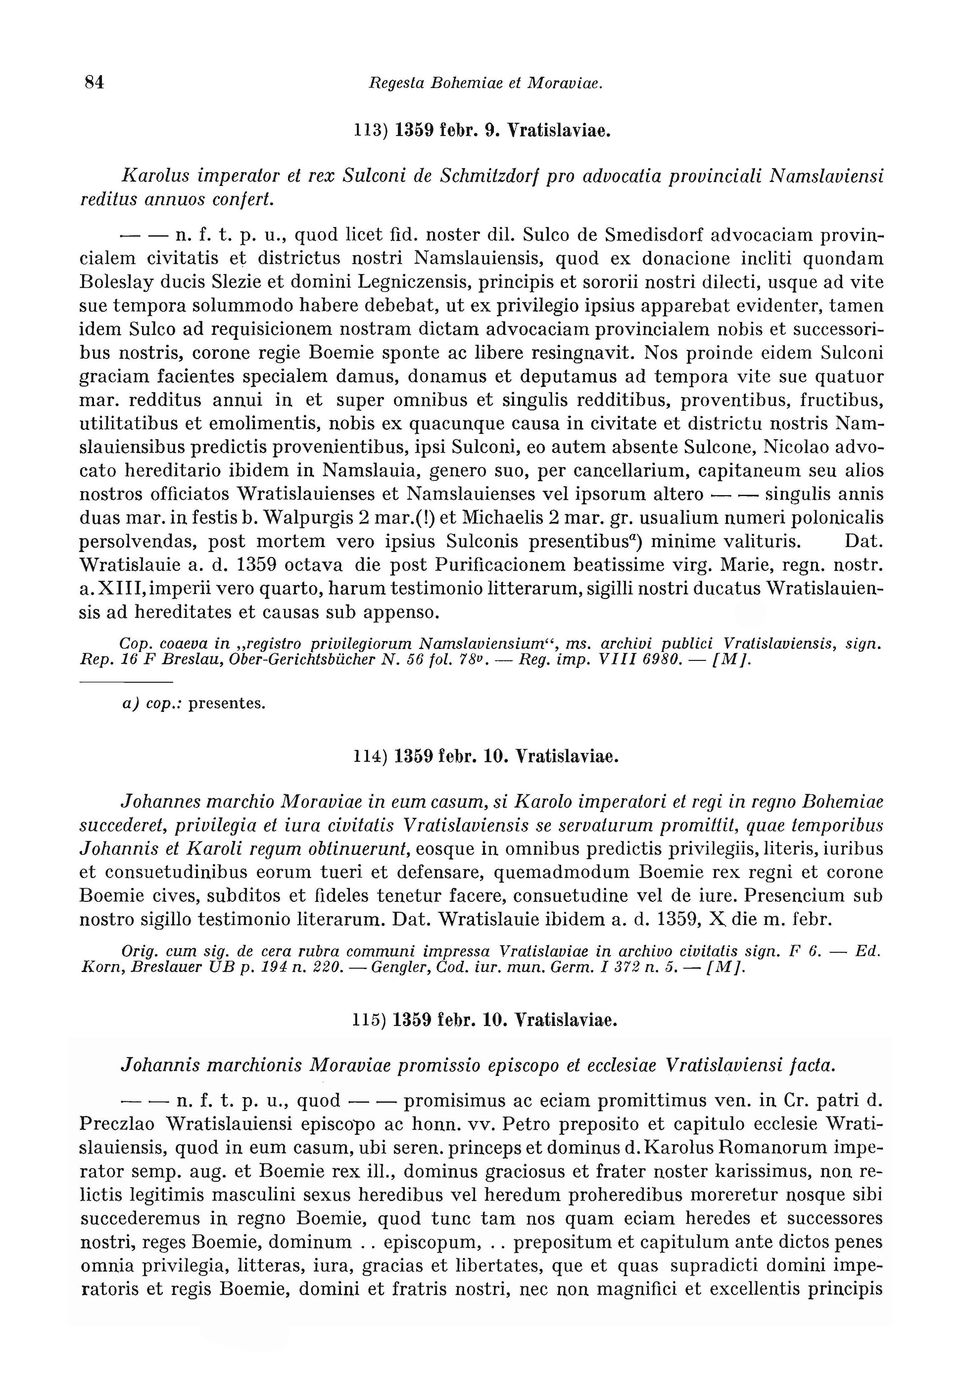 84 Regesta Bohemiae et Moraviae.
113) 1359 febr. 9. Vratislaviae.
Karolus imperator et rex Sulconi de Schmitzdorf pro advocatia provinciali Namslaviensi
reditus annuos confert.
— — n. f. t. p. u., quod licet fid. noster dil. Sulco de Smedisdorf advocaciam provin-
cialem civitatis et districtus nostri Namslauiensis, quod ex donacione incliti quondam
Boleslay ducis Slezie et domini Legniczensis, principis et sororii nostri dilecti, usque ad vite
sue tempora solummodo habere debebat, ut ex privilegio ipsius apparebat evidenter, tamen
idem Sulco ad requisicionem nostram dictam advocaciam provincialem nobis et successori-
bus nostris, corone regie Boemie sponte ac libere resingnavit. Nos proinde eidem Sulconi
graciam facientes specialem damus, donamus et deputamus ad tempora vite sue quatuor
mar. redditus annui in et super omnibus et singulis redditibus, proventibus, fructibus,
utilitatibus et emolimentis, nobis ex quacunque causa in civitate et districtu nostris Nam-
slauiensibus predictis provenientibus, ipsi Sulconi, eo autem absente Sulcone, Nicolao advo-
cato hereditario ibidem in Namslauia, genero suo, per cancellarium, capitaneum seu alios
nostros officiatos Wratislauienses et Namslauienses vel ipsorum altero — — singulis annis
duas mar. in festis b. Walpurgis 2 mar.(!) et Michaelis 2 mar. gr. usualium numeri polonicalis
persolvendas, post mortem vero ipsius Sulconis presentibusa) minime valituris. Dat.
Wratislauie a. d. 1359 octava die post Purificacionem beatissime virg. Marie, regn. nostr.
a. XIII, imperii vero quarto, harum testimonio litterarum, sigilli nostri ducatus Wratislauien-
sis ad hereditates et causas sub appenso.
Cop. coaeva in „registro privilegiorum Namslaviensium“, ms. archivi publici Vratislaviensis, sign.
Rep. 16 F Breslau, Ober-Gerichtsbücher N. 56 fol. 78v. — Reg. imp. VIII 6980. — [M].
a) cop.: presentes.
114) 1359 febr. 10. Vratislaviae.
Johannes marchio Moraviae in eum casum, si Karolo imperatori et regi in regno Bohemiae
succederet, privilegia et iura civitatis Vratislaviensis se servaturum promittit, quae temporibus
Johannis et Karoli regum obtinuerunt, eosque in omnibus predictis privilegiis, literis, iuribus
et consuetudinibus eorum tueri et defensare, quemadmodum Boemie rex regni et corone
Boemie cives, subditos et fideles tenetur facere, consuetudine vel de iure. Presencium sub
nostro sigillo testimonio literarum. Dat. Wratislauie ibidem a. d. 1359, X die m. febr.
Orig. cum sig. de cera rubra communi impressa Vratislaviae in archivo civitatis sign. F 6. — Ed.
Korn, Breslauer UB p. 194 n. 220. — Gengler, Cod. iur. mun. Germ. I 372 n. 5. — [M].
115) 1359 febr. 10. Vratislaviae.
Johannis marchionis Moraviae promissio episcopo et ecclesiae Vratislaviensi facta.
— — n. f. t. p. u., quod — — promisimus ac eciam promittimus ven. in Cr. patri d.
Preczlao Wratislauiensi episcopo ac honn. vv. Petro preposito et capitulo ecclesie Wrati-
slauiensis, quod in eum casum, ubi seren. princeps et dominus d. Karolus Romanorum impe-
rator semp. aug. et Boemie rex ill., dominus graciosus et frater noster karissimus, non re-
lictis legitimis masculini sexus heredibus vel heredum proheredibus moreretur nosque sibi
succederemus in regno Boemie, quod tunc tam nos quam eciam heredes et successores
nostri, reges Boemie, dominum . . episcopum, . . prepositum et capitulum ante dictos penes
omnia privilegia, litteras, iura, gracias et libertates, que et quas supradicti domini impe-
ratoris et regis Boemie, domini et fratris nostri, nec non magnifici et excellentis principis